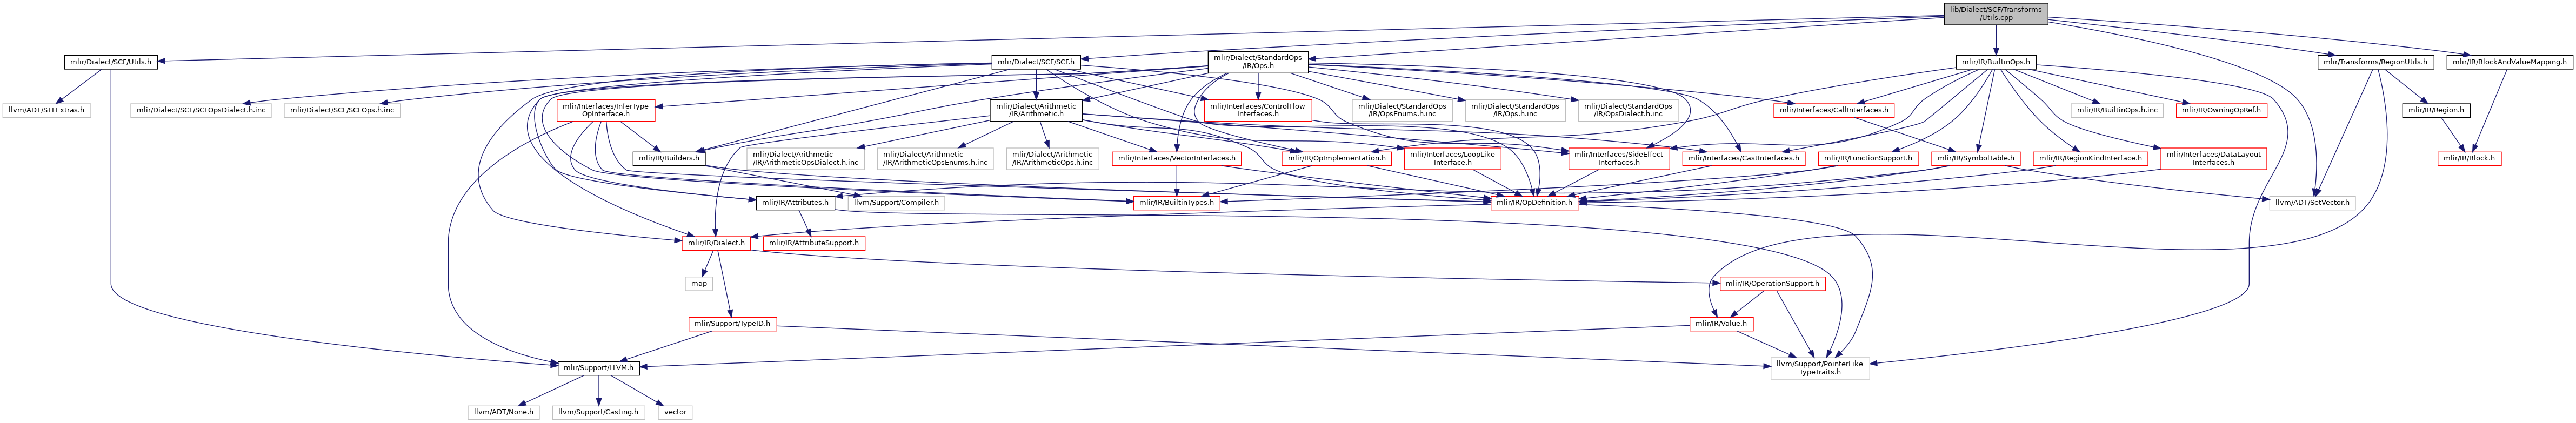 lib/Dialect/SCF/Transforms
/Utils.cpp
mlir/Dialect/SCF/Utils.h
mlir/Dialect/SCF/SCF.h
mlir/Dialect/StandardOps
/IR/Ops.h
mlir/IR/BuiltinOps.h
mlir/Transforms/RegionUtils.h
mlir/IR/BlockAndValueMapping.h
llvm/ADT/STLExtras.h
mlir/Dialect/SCF/SCFOpsDialect.h.inc
mlir/Dialect/SCF/SCFOps.h.inc
mlir/Interfaces/InferType
OpInterface.h
mlir/Dialect/Arithmetic
/IR/Arithmetic.h
mlir/Interfaces/ControlFlow
Interfaces.h
mlir/Dialect/StandardOps
/IR/OpsEnums.h.inc
mlir/Dialect/StandardOps
/IR/Ops.h.inc
mlir/Dialect/StandardOps
/IR/OpsDialect.h.inc
mlir/Interfaces/CallInterfaces.h
mlir/IR/BuiltinOps.h.inc
mlir/IR/OwningOpRef.h
mlir/IR/Region.h
mlir/IR/Builders.h
mlir/Dialect/Arithmetic
/IR/ArithmeticOpsDialect.h.inc
mlir/Dialect/Arithmetic
/IR/ArithmeticOpsEnums.h.inc
mlir/Dialect/Arithmetic
/IR/ArithmeticOps.h.inc
mlir/Interfaces/VectorInterfaces.h
mlir/IR/OpImplementation.h
mlir/Interfaces/LoopLike
Interface.h
mlir/Interfaces/SideEffect
Interfaces.h
mlir/Interfaces/CastInterfaces.h
mlir/IR/FunctionSupport.h
mlir/IR/SymbolTable.h
mlir/IR/RegionKindInterface.h
mlir/Interfaces/DataLayout
Interfaces.h
mlir/IR/Block.h
mlir/IR/Attributes.h
llvm/Support/Compiler.h
mlir/IR/BuiltinTypes.h
mlir/IR/OpDefinition.h
llvm/ADT/SetVector.h
mlir/IR/Dialect.h
mlir/IR/AttributeSupport.h
map
mlir/IR/OperationSupport.h
mlir/Support/TypeID.h
mlir/IR/Value.h
mlir/Support/LLVM.h
llvm/Support/PointerLike
TypeTraits.h
llvm/ADT/None.h
llvm/Support/Casting.h
vector